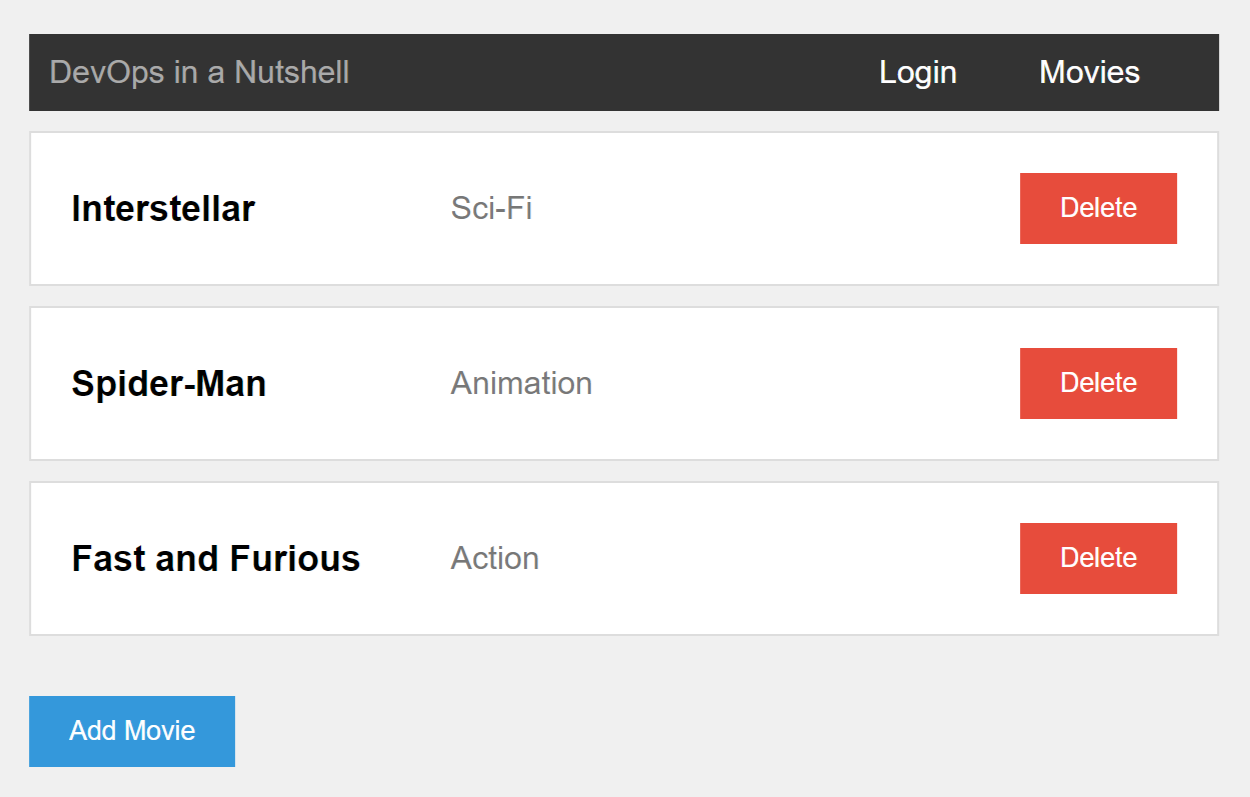 DevOps in a Nutshell Login Movies
Interstellar Sci-Fi Delete
Spider-Man Animation Delete
Fast and Furious Action Delete
Add Movie